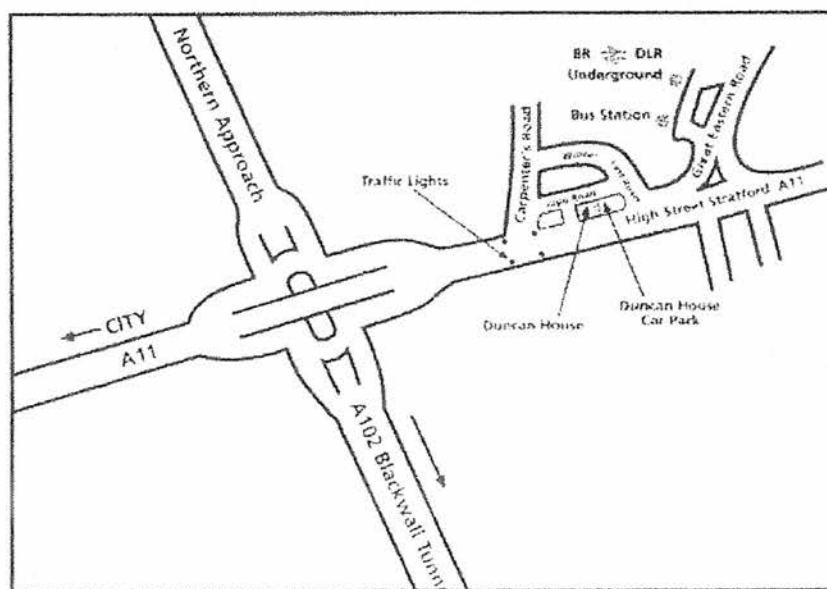 Northern Approach
BR DLR
Underground
Bus Station
Great Eastern Road
Carpenter's Road
Traffic Lights
Road
High Street Stratford A11
Duncan House
Duncan House
Car Park
CITY
A11
A102 Blackwall Tunn